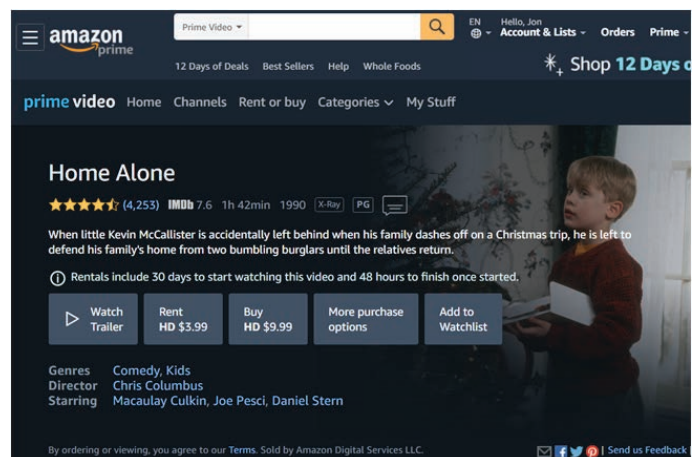 amazon prime
Prime Video
EN
Hello, Jon
Account & Lists
Orders
Prime
12 Days of Deals Best Sellers Help Whole Foods
Shop 12 Days o
prime video Home Channels Rent or buy Categories My Stuff
Home Alone
(4,253) IMDb 7.6 1h 42min 1990 X-Ray PG
When little Kevin McCallister is accidentally left behind when his family dashes off on a Christmas trip, he is left to
defend his family's home from two bumbling burglars until the relatives return.
Rentals include 30 days to start watching this video and 48 hours to finish once started.
Watch
Trailer
Rent
HD $3.99
Buy
HD $9.99
More purchase
options
Add to
Watchlist
Genres Comedy, Kids
Director Chris Columbus
Starring Macaulay Culkin, Joe Pesci, Daniel Stern
By ordering or viewing, you agree to our Terms. Sold by Amazon Digital Services LLC.
| Send us Feedback